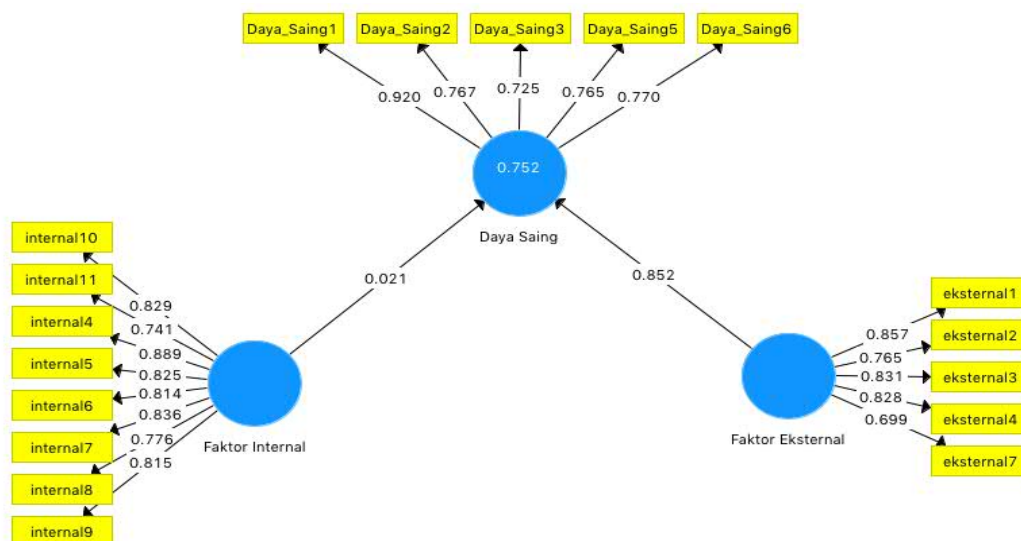 Daya_Saing1
Daya_Saing2
Daya_Saing3
Daya_Saing5
Daya_Saing6
0.920
0.767
0.725
0.765
0.770
0.752
Daya Saing
0.021
0.852
internal10
internal11
internal4
internal5
internal6
internal7
internal8
internal9
0.829
0.741
0.889
0.825
0.814
0.836
0.776
0.815
Faktor Internal
Faktor Eksternal
0.857
0.765
0.831
0.828
0.699
eksternal1
eksternal2
eksternal3
eksternal4
eksternal7